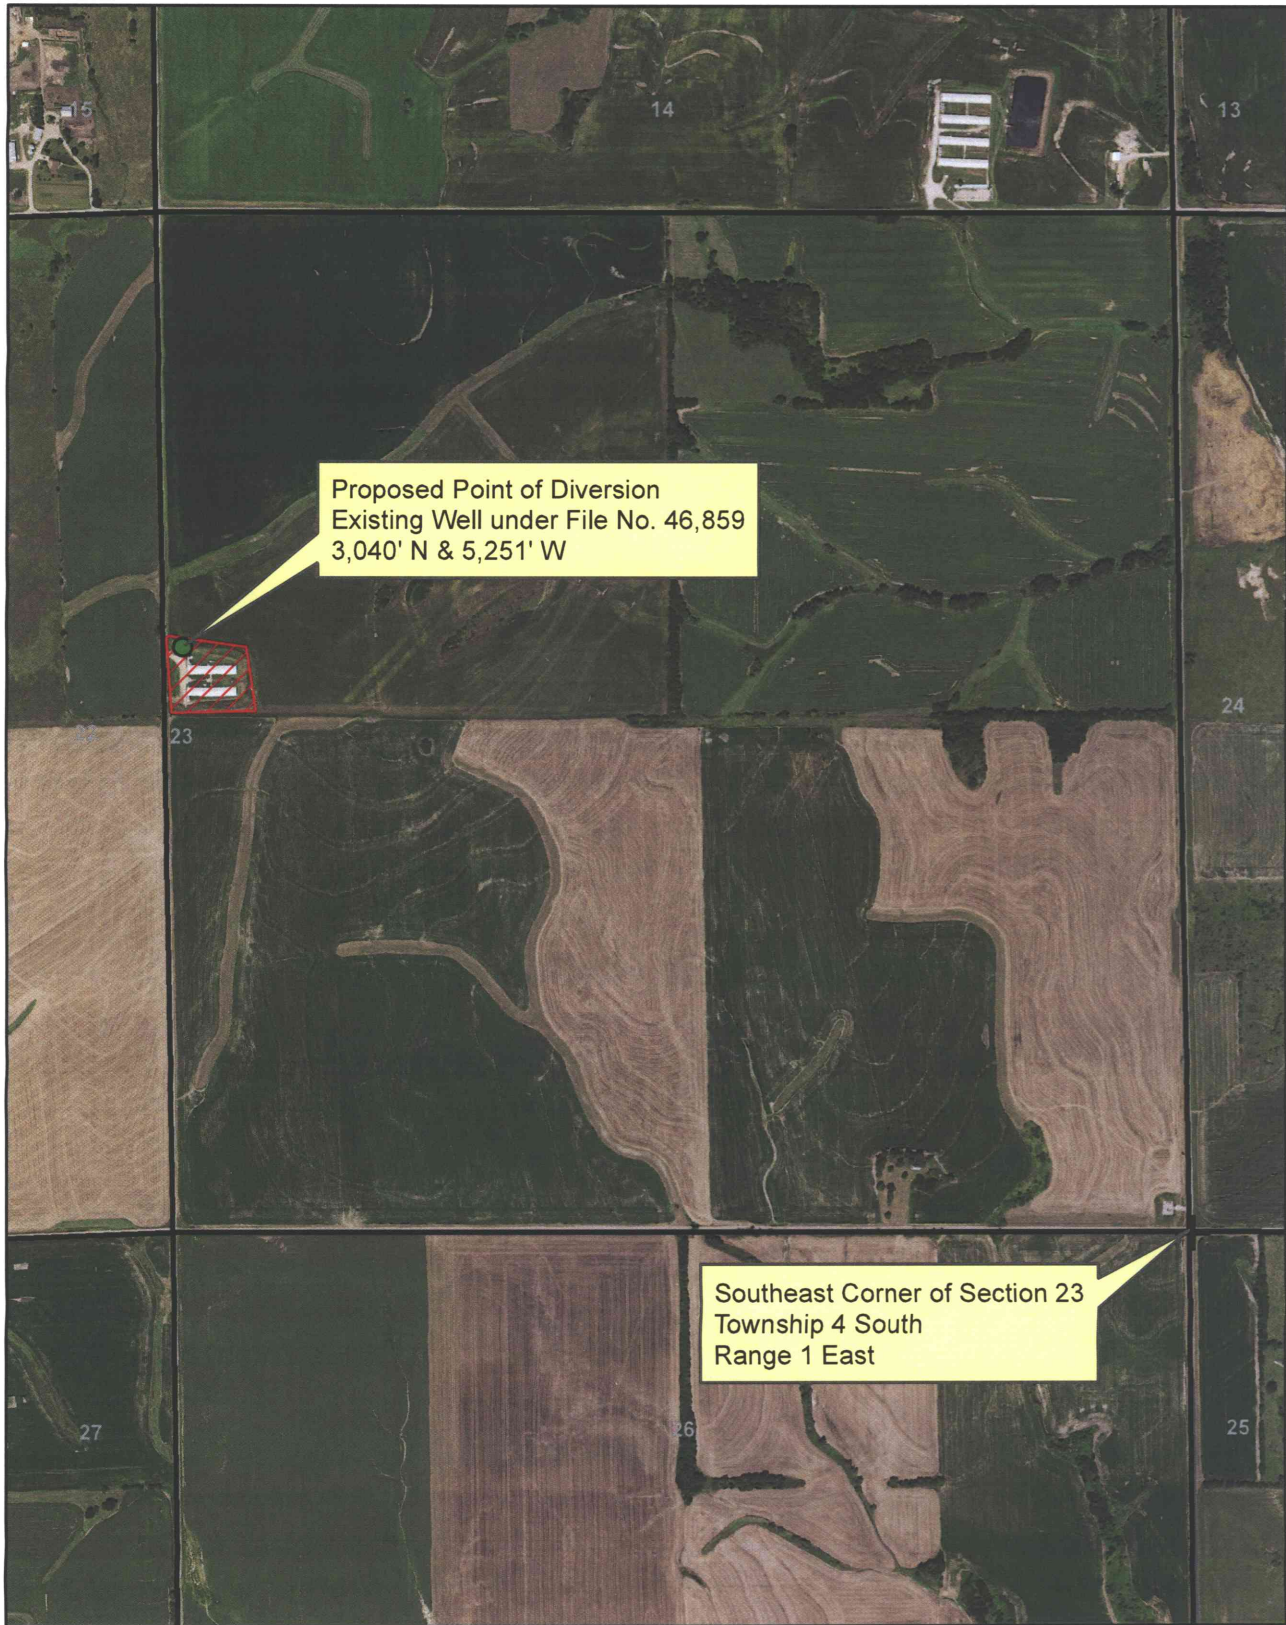 15
14
13
Proposed Point of Diversion
Existing Well under File No. 46,859
3,040' N & 5,251' W
24
22
23
Southeast Corner of Section 23
Township 4 South
Range 1 East
27
26
25